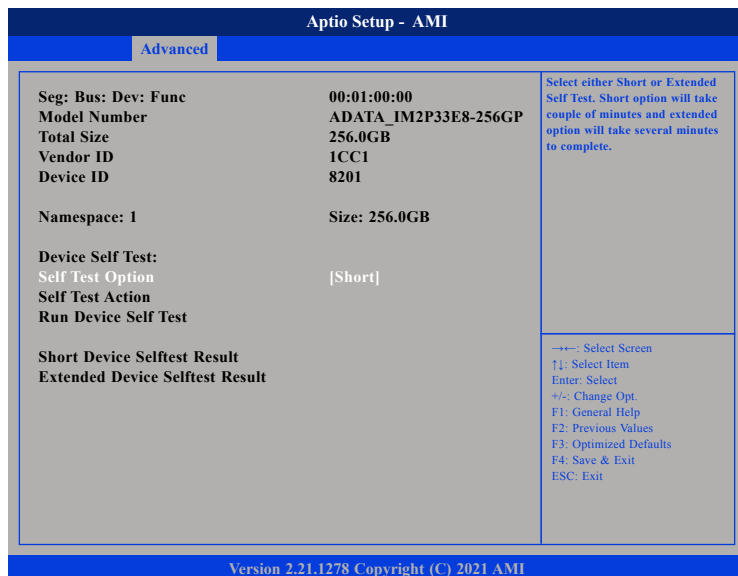 Aptio Setup - AMI
Advanced
Seg: Bus: Dev: Func 00:01:00:00
Model Number ADATA_IM2P33E8-256GP
Total Size 256.0GB
Vendor ID 1CC1
Device ID 8201
Namespace: 1 Size: 256.0GB
Device Self Test:
Self Test Option [Short]
Self Test Action
Run Device Self Test
Short Device Selftest Result
Extended Device Selftest Result
Select either Short or Extended
Self Test. Short option will take
couple of minutes and extended
option will take several minutes
to complete.
→←: Select Screen
↑↓: Select Item
Enter: Select
+/-: Change Opt.
F1: General Help
F2: Previous Values
F3: Optimized Defaults
F4: Save & Exit
ESC: Exit
Version 2.21.1278 Copyright (C) 2021 AMI